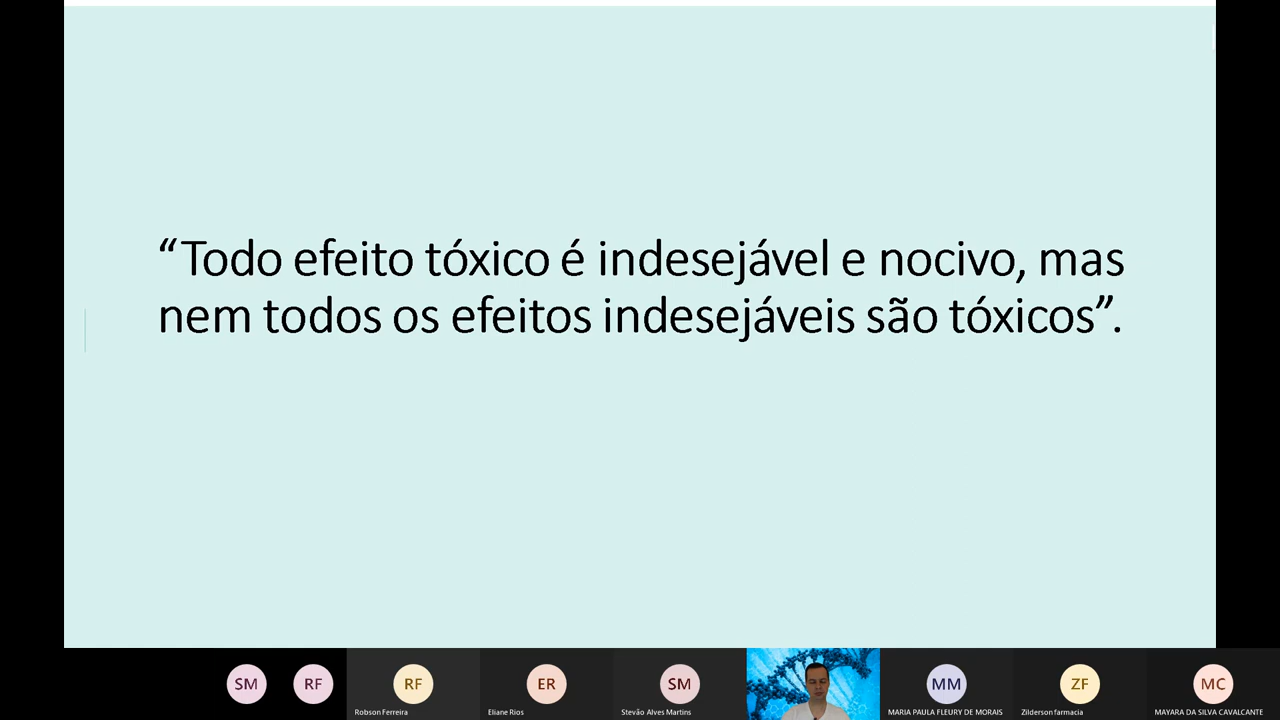 “Todo efeito tóxico é indesejável e nocivo, mas
nem todos os efeitos indesejáveis são tóxicos”.
SM
RF
RF
ER
SM
MM
ZF
MC
Robson Ferreira
Eliane Rios
Stevão Alves Martins
MARIA PAULA FLEURY DE MORAIS
Zilderson farmacia
MAYARA DA SILVA CAVALCANTE